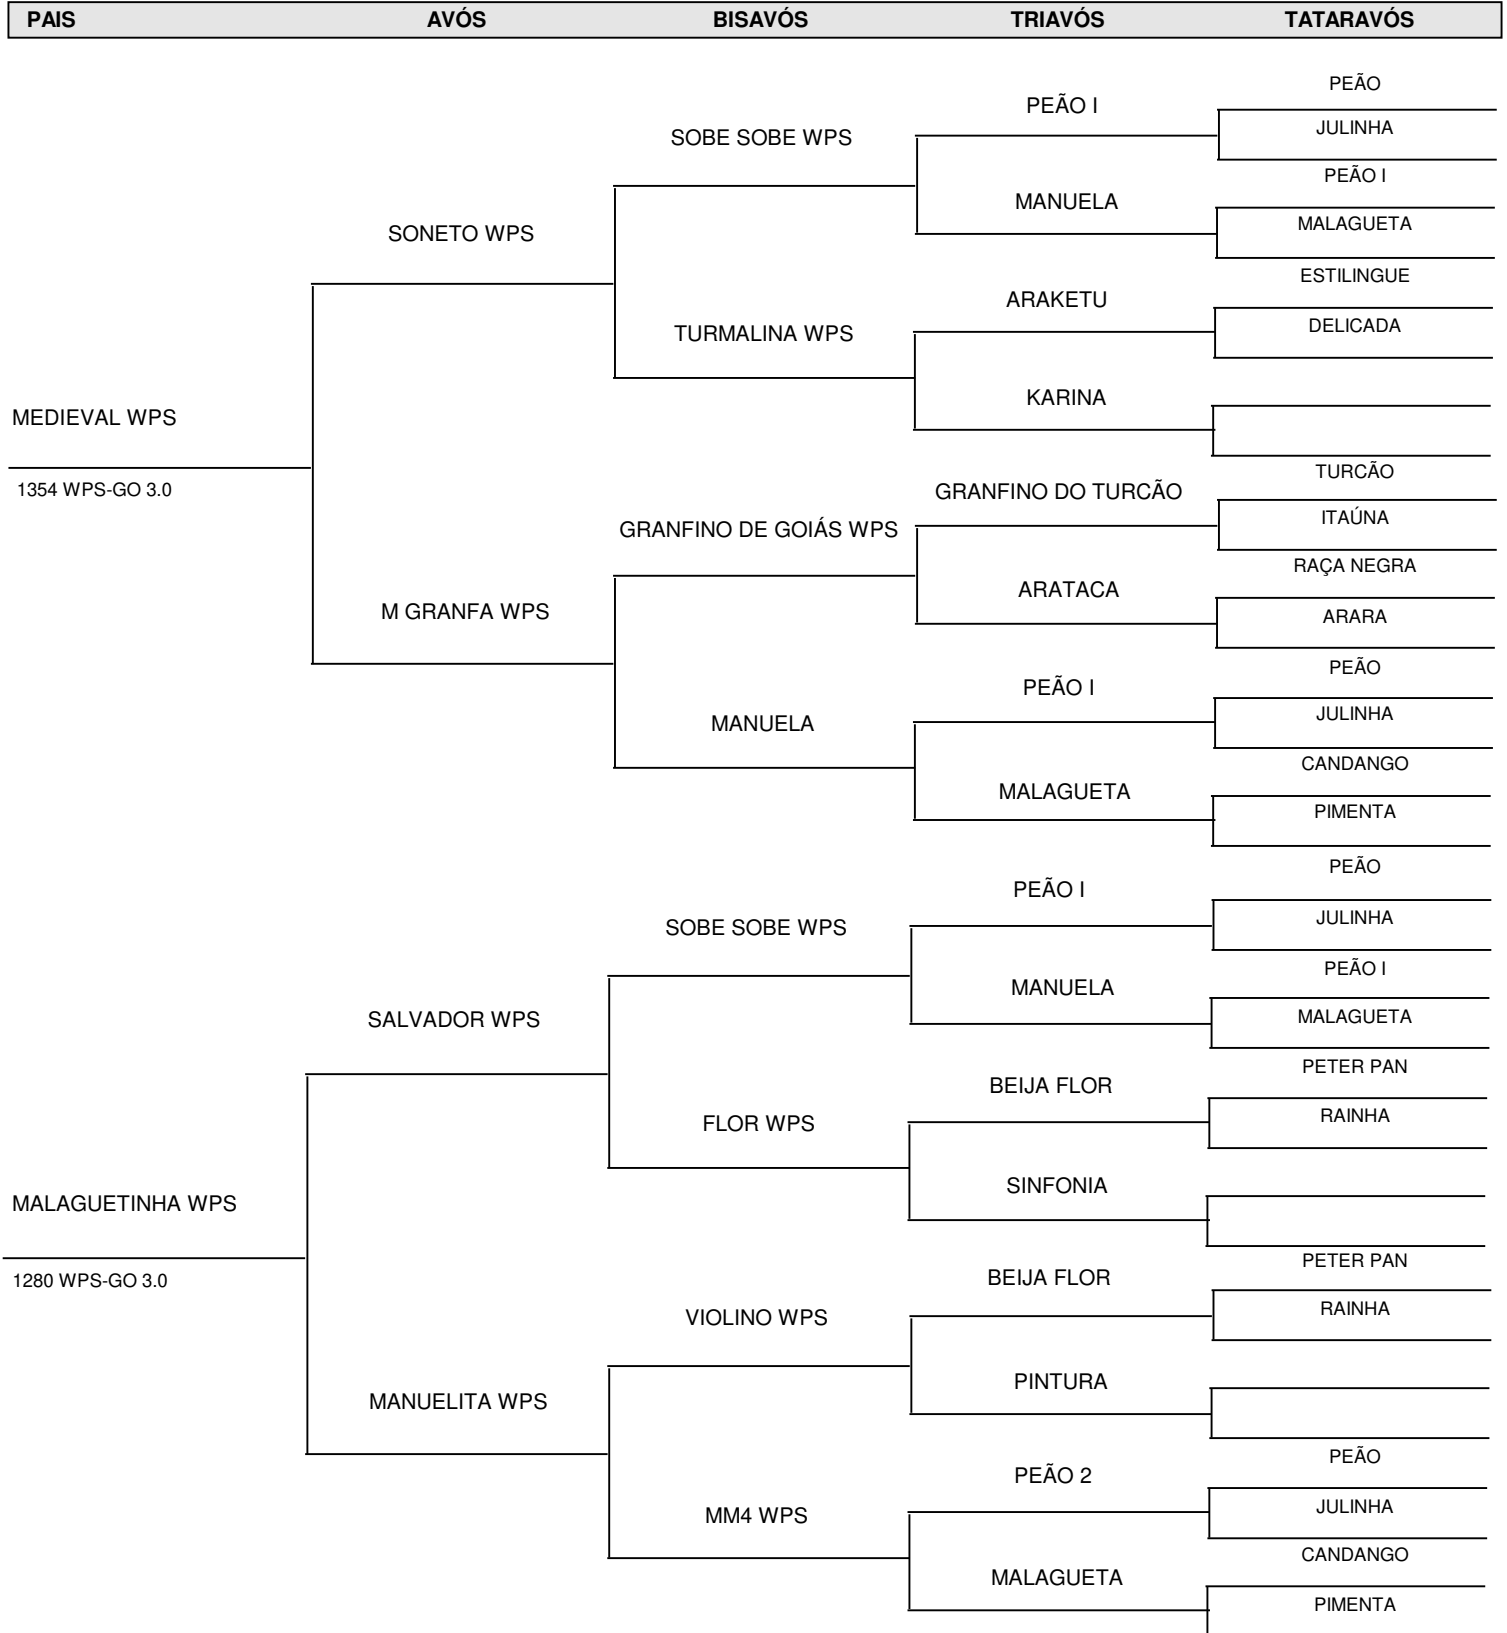 PAIS AVÓS BISAVÓS TRIAVÓS TATARAVÓS
PEÃO
PEÃO I
JULINHA
SOBE SOBE WPS
PEÃO I
MANUELA
MALAGUETA
SONETO WPS
ESTILINGUE
ARAKETU
DELICADA
TURMALINA WPS
KARINA
MEDIEVAL WPS
TURCÃO
1354 WPS-GO 3.0
GRANFINO DO TURCÃO
ITAÚNA
GRANFINO DE GOIÁS WPS
RAÇA NEGRA
ARATACA
M GRANFA WPS
ARARA
PEÃO
PEÃO I
JULINHA
MANUELA
CANDANGO
MALAGUETA
PIMENTA
PEÃO
PEÃO I
JULINHA
SOBE SOBE WPS
PEÃO I
MANUELA
MALAGUETA
SALVADOR WPS
PETER PAN
BEIJA FLOR
RAINHA
FLOR WPS
SINFONIA
MALAGUETINHA WPS
PETER PAN
1280 WPS-GO 3.0
BEIJA FLOR
RAINHA
VIOLINO WPS
PINTURA
MANUELITA WPS
PEÃO
PEÃO 2
JULINHA
MM4 WPS
CANDANGO
MALAGUETA
PIMENTA